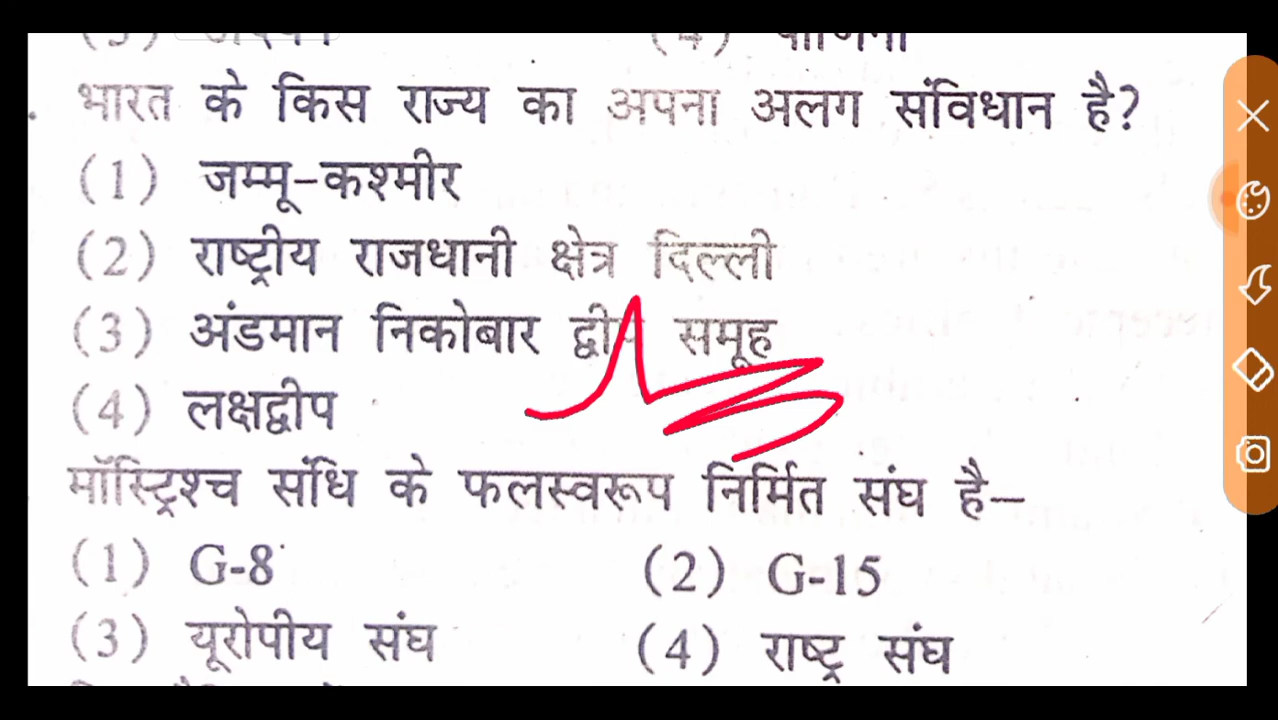 भारत के किस राज्य का अपना अलग संविधान है?
(1) जम्मू-कश्मीर
(2) राष्ट्रीय राजधानी क्षेत्र दिल्ली
(3) अंडमान निकोबार द्वीप समूह
(4) लक्षद्वीप
मॉस्ट्रिश्च संधि के फलस्वरूप निर्मित संघ है–
(1) G-8 (2) G-15
(3) यूरोपीय संघ (4) राष्ट्र संघ